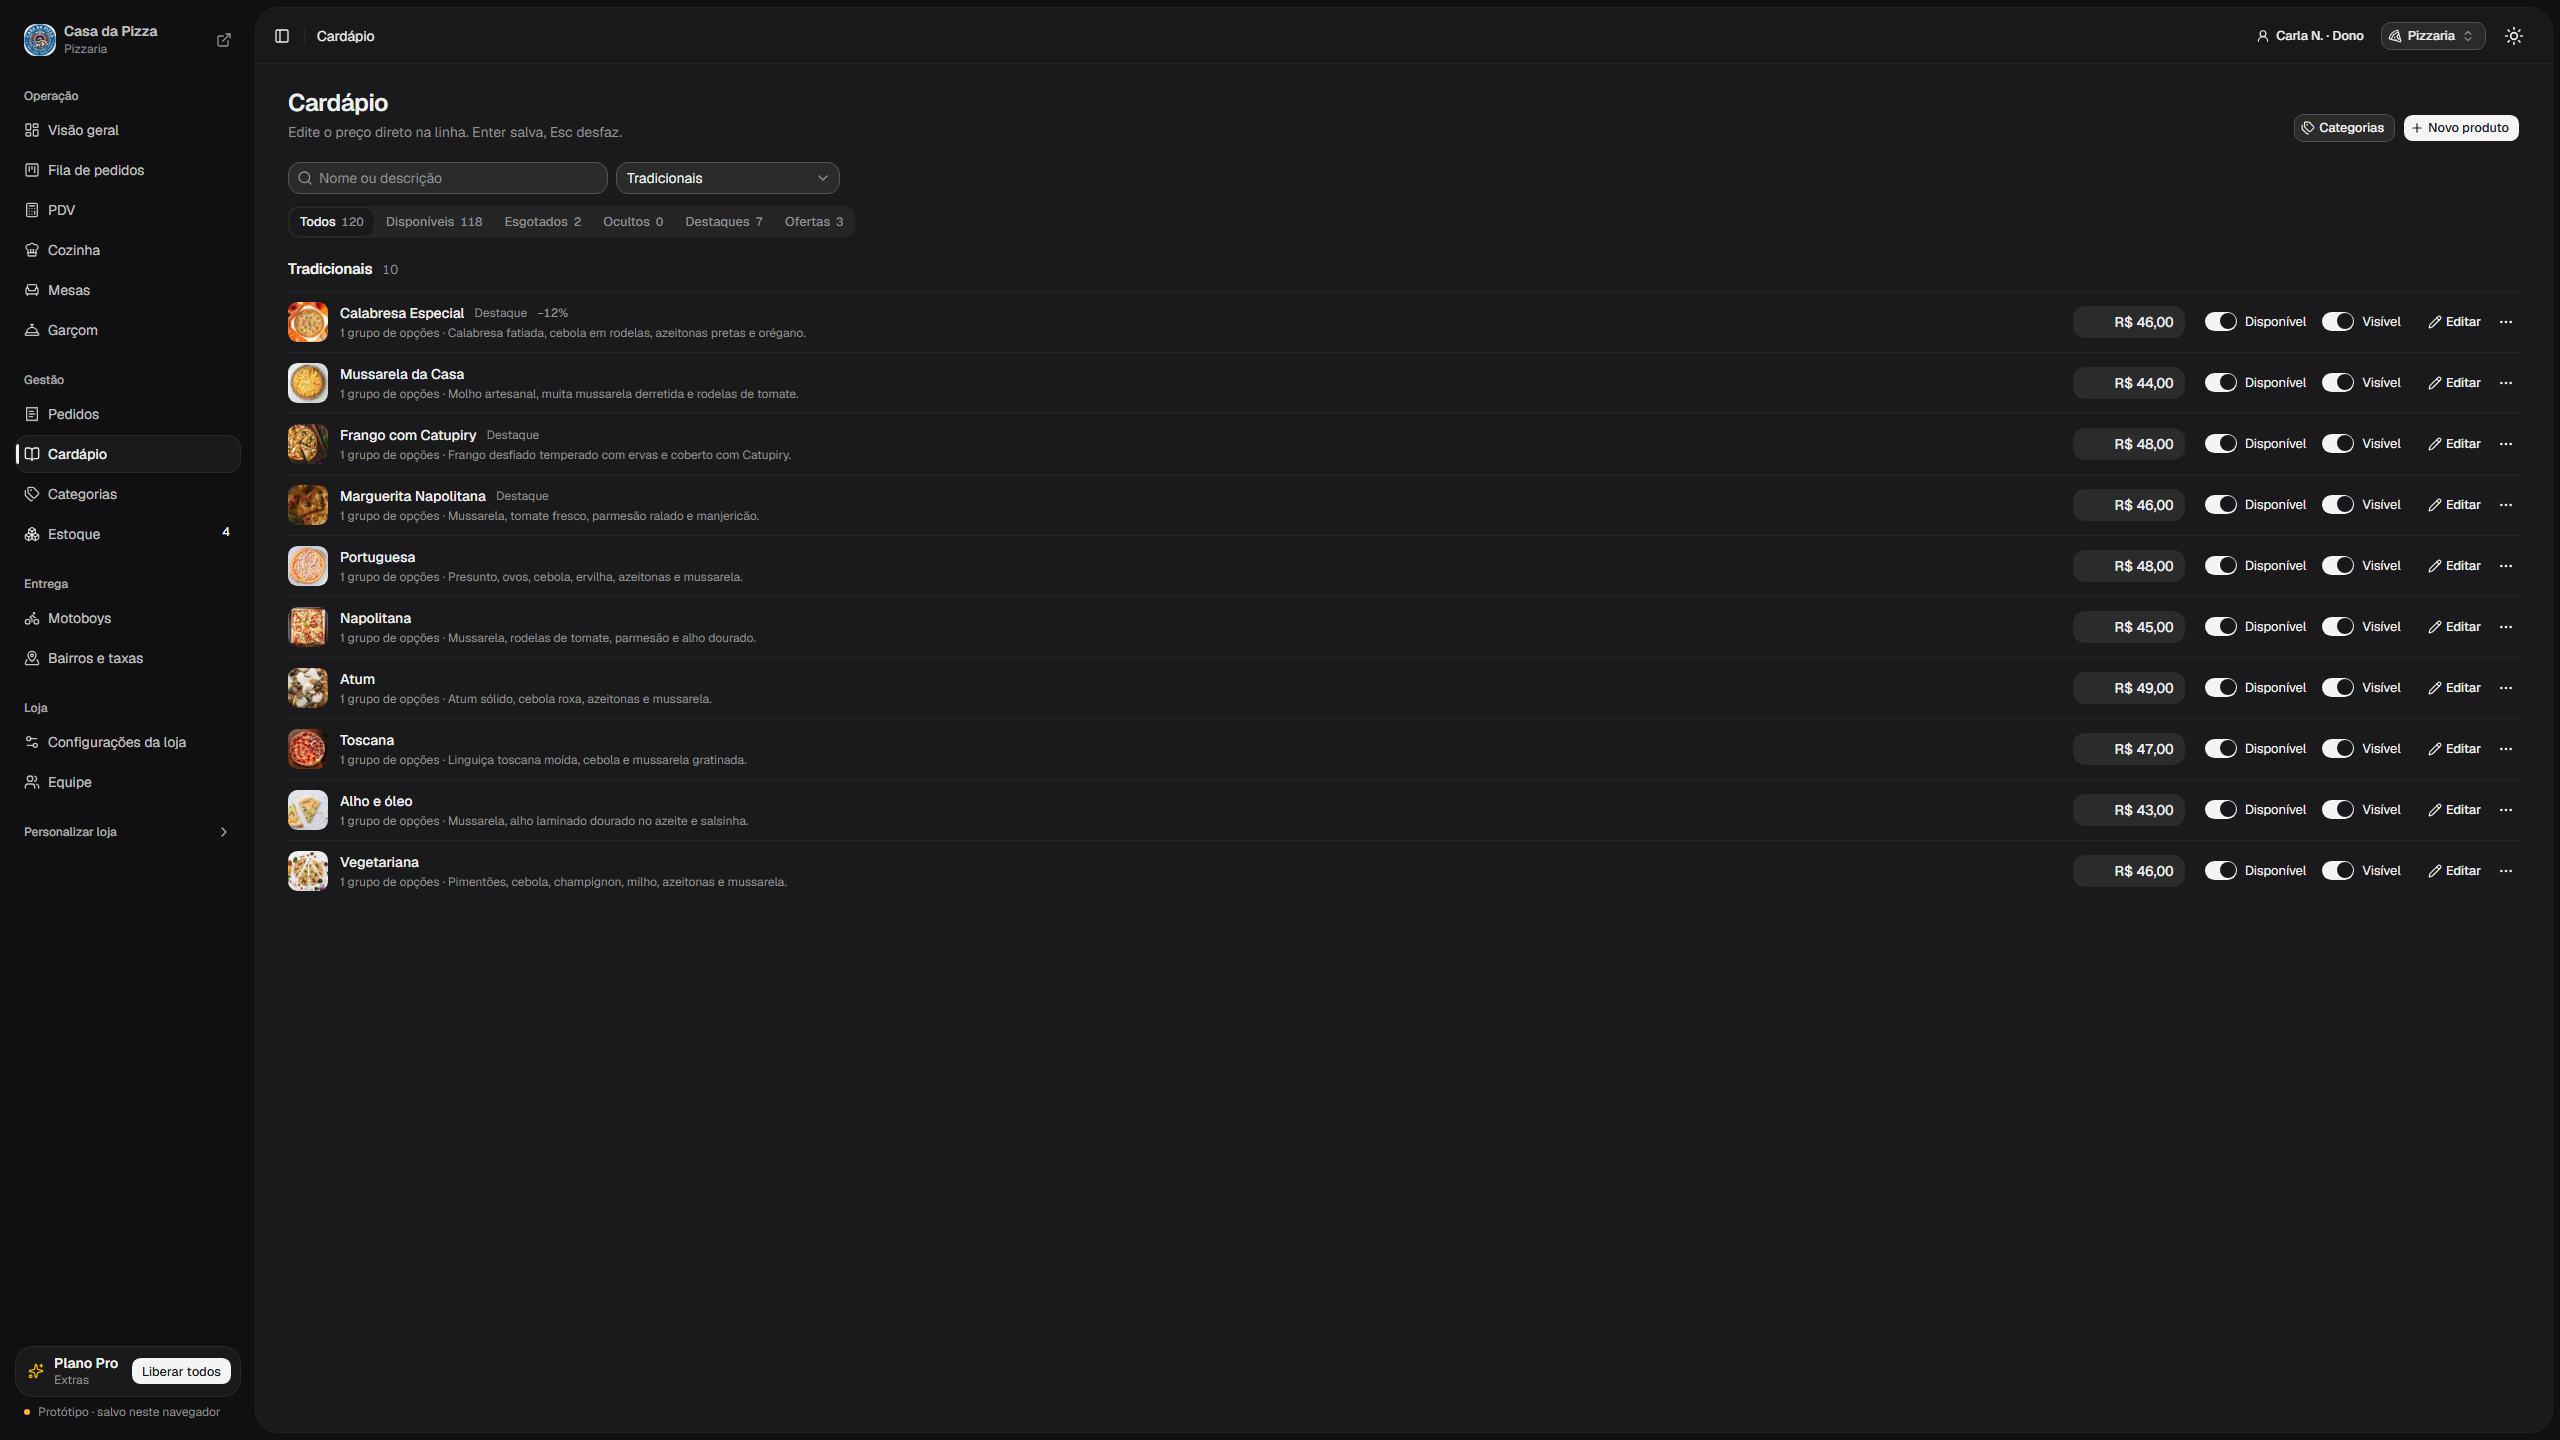 Casa da Pizza
Pizzaria
Operação
Visão geral
Fila de pedidos
PDV
Cozinha
Mesas
Garçom
Gestão
Pedidos
Cardápio
Categorias
Estoque 4
Entrega
Motoboys
Bairros e taxas
Loja
Configurações da loja
Equipe
Personalizar loja
Plano Pro
Extras
Liberar todos
Protótipo · salvo neste navegador
Cardápio
Carla N. · Dono
Pizzaria
Cardápio
Edite o preço direto na linha. Enter salva, Esc desfaz.
Categorias
+ Novo produto
Nome ou descrição
Tradicionais
Todos 120 Disponíveis 118 Esgotados 2 Ocultos 0 Destaques 7 Ofertas 3
Tradicionais 10
Calabresa Especial Destaque −12%
1 grupo de opções · Calabresa fatiada, cebola em rodelas, azeitonas pretas e orégano.
R$ 46,00 Disponível Visível Editar
Mussarela da Casa
1 grupo de opções · Molho artesanal, muita mussarela derretida e rodelas de tomate.
R$ 44,00 Disponível Visível Editar
Frango com Catupiry Destaque
1 grupo de opções · Frango desfiado temperado com ervas e coberto com Catupiry.
R$ 48,00 Disponível Visível Editar
Marguerita Napolitana Destaque
1 grupo de opções · Mussarela, tomate fresco, parmesão ralado e manjericão.
R$ 46,00 Disponível Visível Editar
Portuguesa
1 grupo de opções · Presunto, ovos, cebola, ervilha, azeitonas e mussarela.
R$ 48,00 Disponível Visível Editar
Napolitana
1 grupo de opções · Mussarela, rodelas de tomate, parmesão e alho dourado.
R$ 45,00 Disponível Visível Editar
Atum
1 grupo de opções · Atum sólido, cebola roxa, azeitonas e mussarela.
R$ 49,00 Disponível Visível Editar
Toscana
1 grupo de opções · Linguiça toscana moída, cebola e mussarela gratinada.
R$ 47,00 Disponível Visível Editar
Alho e óleo
1 grupo de opções · Mussarela, alho laminado dourado no azeite e salsinha.
R$ 43,00 Disponível Visível Editar
Vegetariana
1 grupo de opções · Pimentões, cebola, champignon, milho, azeitonas e mussarela.
R$ 46,00 Disponível Visível Editar